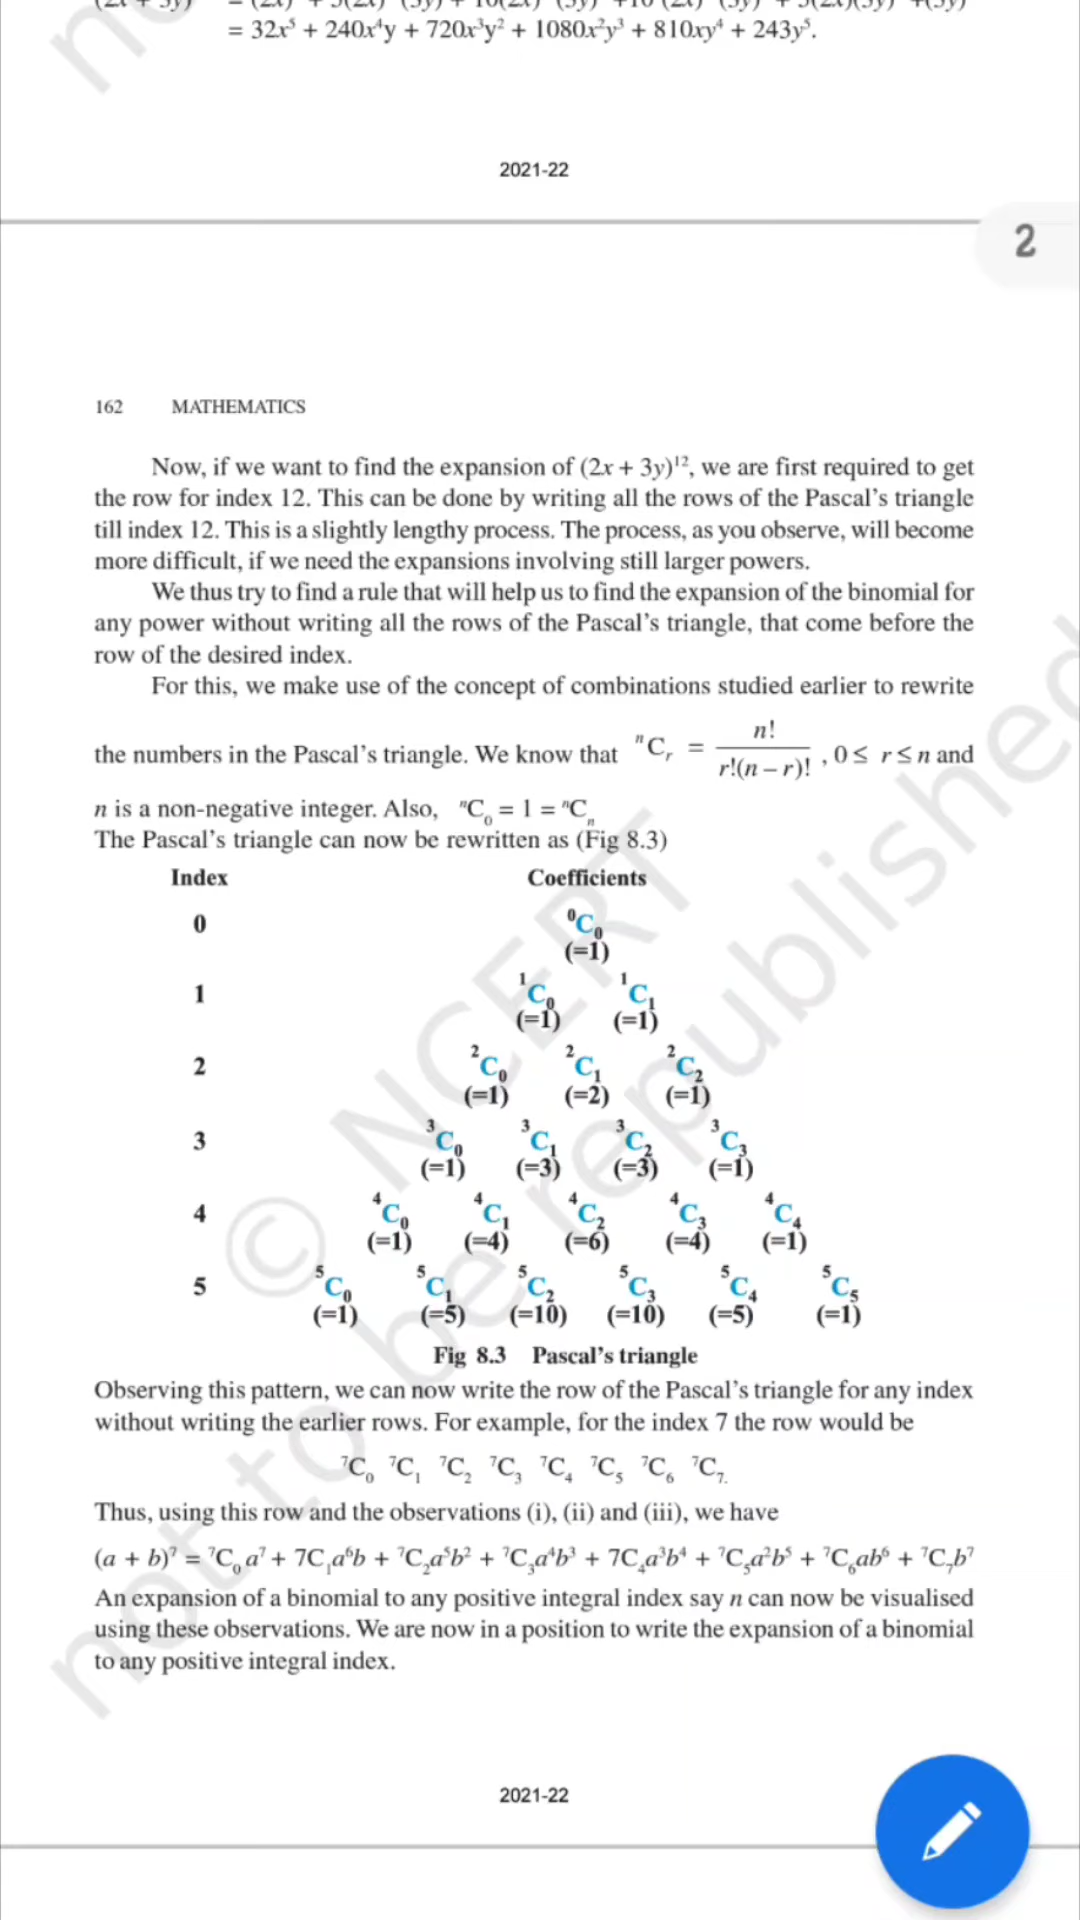 = 32x⁵ + 240x⁴y + 720x³y² + 1080x²y³ + 810xy⁴ + 243y⁵.
2021-22
2
162 MATHEMATICS
Now, if we want to find the expansion of (2x + 3y)¹², we are first required to get
the row for index 12. This can be done by writing all the rows of the Pascal’s triangle
till index 12. This is a slightly lengthy process. The process, as you observe, will become
more difficult, if we need the expansions involving still larger powers.
We thus try to find a rule that will help us to find the expansion of the binomial for
any power without writing all the rows of the Pascal’s triangle, that come before the
row of the desired index.
For this, we make use of the concept of combinations studied earlier to rewrite
the numbers in the Pascal’s triangle. We know that ⁿCᵣ = n!/r!(n – r)! , 0 ≤ r ≤ n and
n is a non-negative integer. Also, ⁿC₀ = 1 = ⁿCₙ
The Pascal’s triangle can now be rewritten as (Fig 8.3)
Index Coefficients
0 ⁰C₀
(=1)
1 ¹C₀ ¹C₁
(=1) (=1)
2 ²C₀ ²C₁ ²C₂
(=1) (=2) (=1)
3 ³C₀ ³C₁ ³C₂ ³C₃
(=1) (=3) (=3) (=1)
4 ⁴C₀ ⁴C₁ ⁴C₂ ⁴C₃ ⁴C₄
(=1) (=4) (=6) (=4) (=1)
5 ⁵C₀ ⁵C₁ ⁵C₂ ⁵C₃ ⁵C₄ ⁵C₅
(=1) (=5) (=10) (=10) (=5) (=1)
Fig 8.3 Pascal’s triangle
Observing this pattern, we can now write the row of the Pascal’s triangle for any index
without writing the earlier rows. For example, for the index 7 the row would be
⁷C₀ ⁷C₁ ⁷C₂ ⁷C₃ ⁷C₄ ⁷C₅ ⁷C₆ ⁷C₇.
Thus, using this row and the observations (i), (ii) and (iii), we have
(a + b)⁷ = ⁷C₀a⁷ + 7C₁a⁶b + ⁷C₂a⁵b² + ⁷C₃a⁴b³ + 7C₄a³b⁴ + ⁷C₅a²b⁵ + ⁷C₆ab⁶ + ⁷C₇b⁷
An expansion of a binomial to any positive integral index say n can now be visualised
using these observations. We are now in a position to write the expansion of a binomial
to any positive integral index.
2021-22
© NCERT
not to be republished